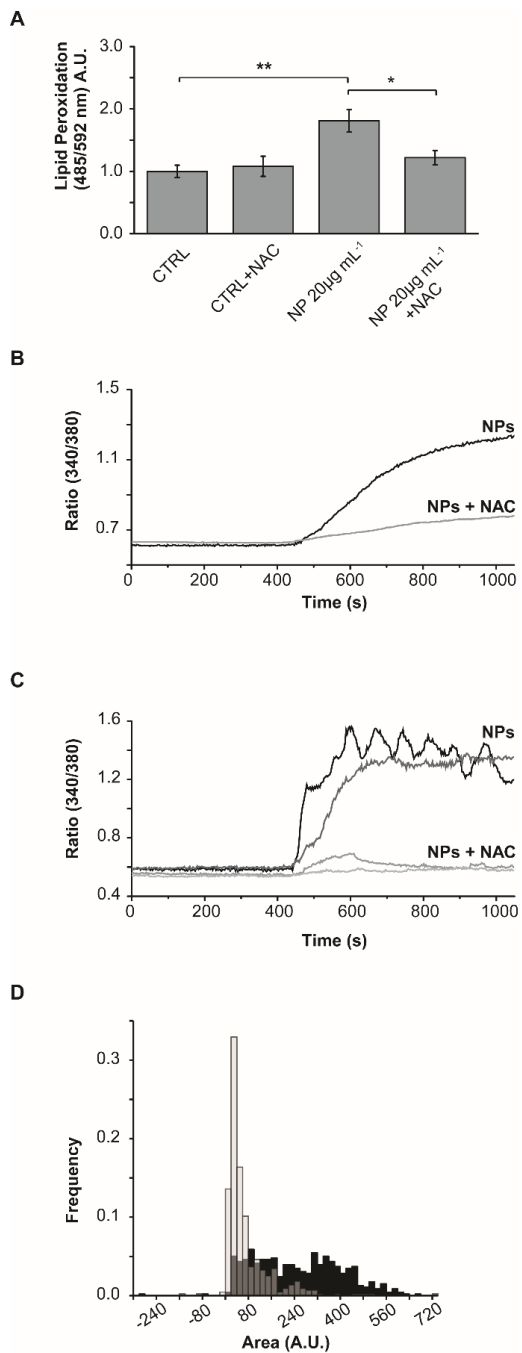 A
Lipid Peroxidation
(485/592 nm) A.U.
3.0
2.0
1.0
0.0
**
*
CTRL
CTRL+NAC
NP 20µg mL-1
NP 20µg mL-1
+NAC
B
Ratio (340/380)
1.5
1.1
0.7
NPs
NPs + NAC
0 200 400 600 800 1000
Time (s)
C
Ratio (340/380)
1.6
1.2
0.8
0.4
NPs
NPs + NAC
0 200 400 600 800 1000
Time (s)
D
Frequency
0.3
0.2
0.1
0.0
-240 -80 80 240 400 560 720
Area (A.U.)